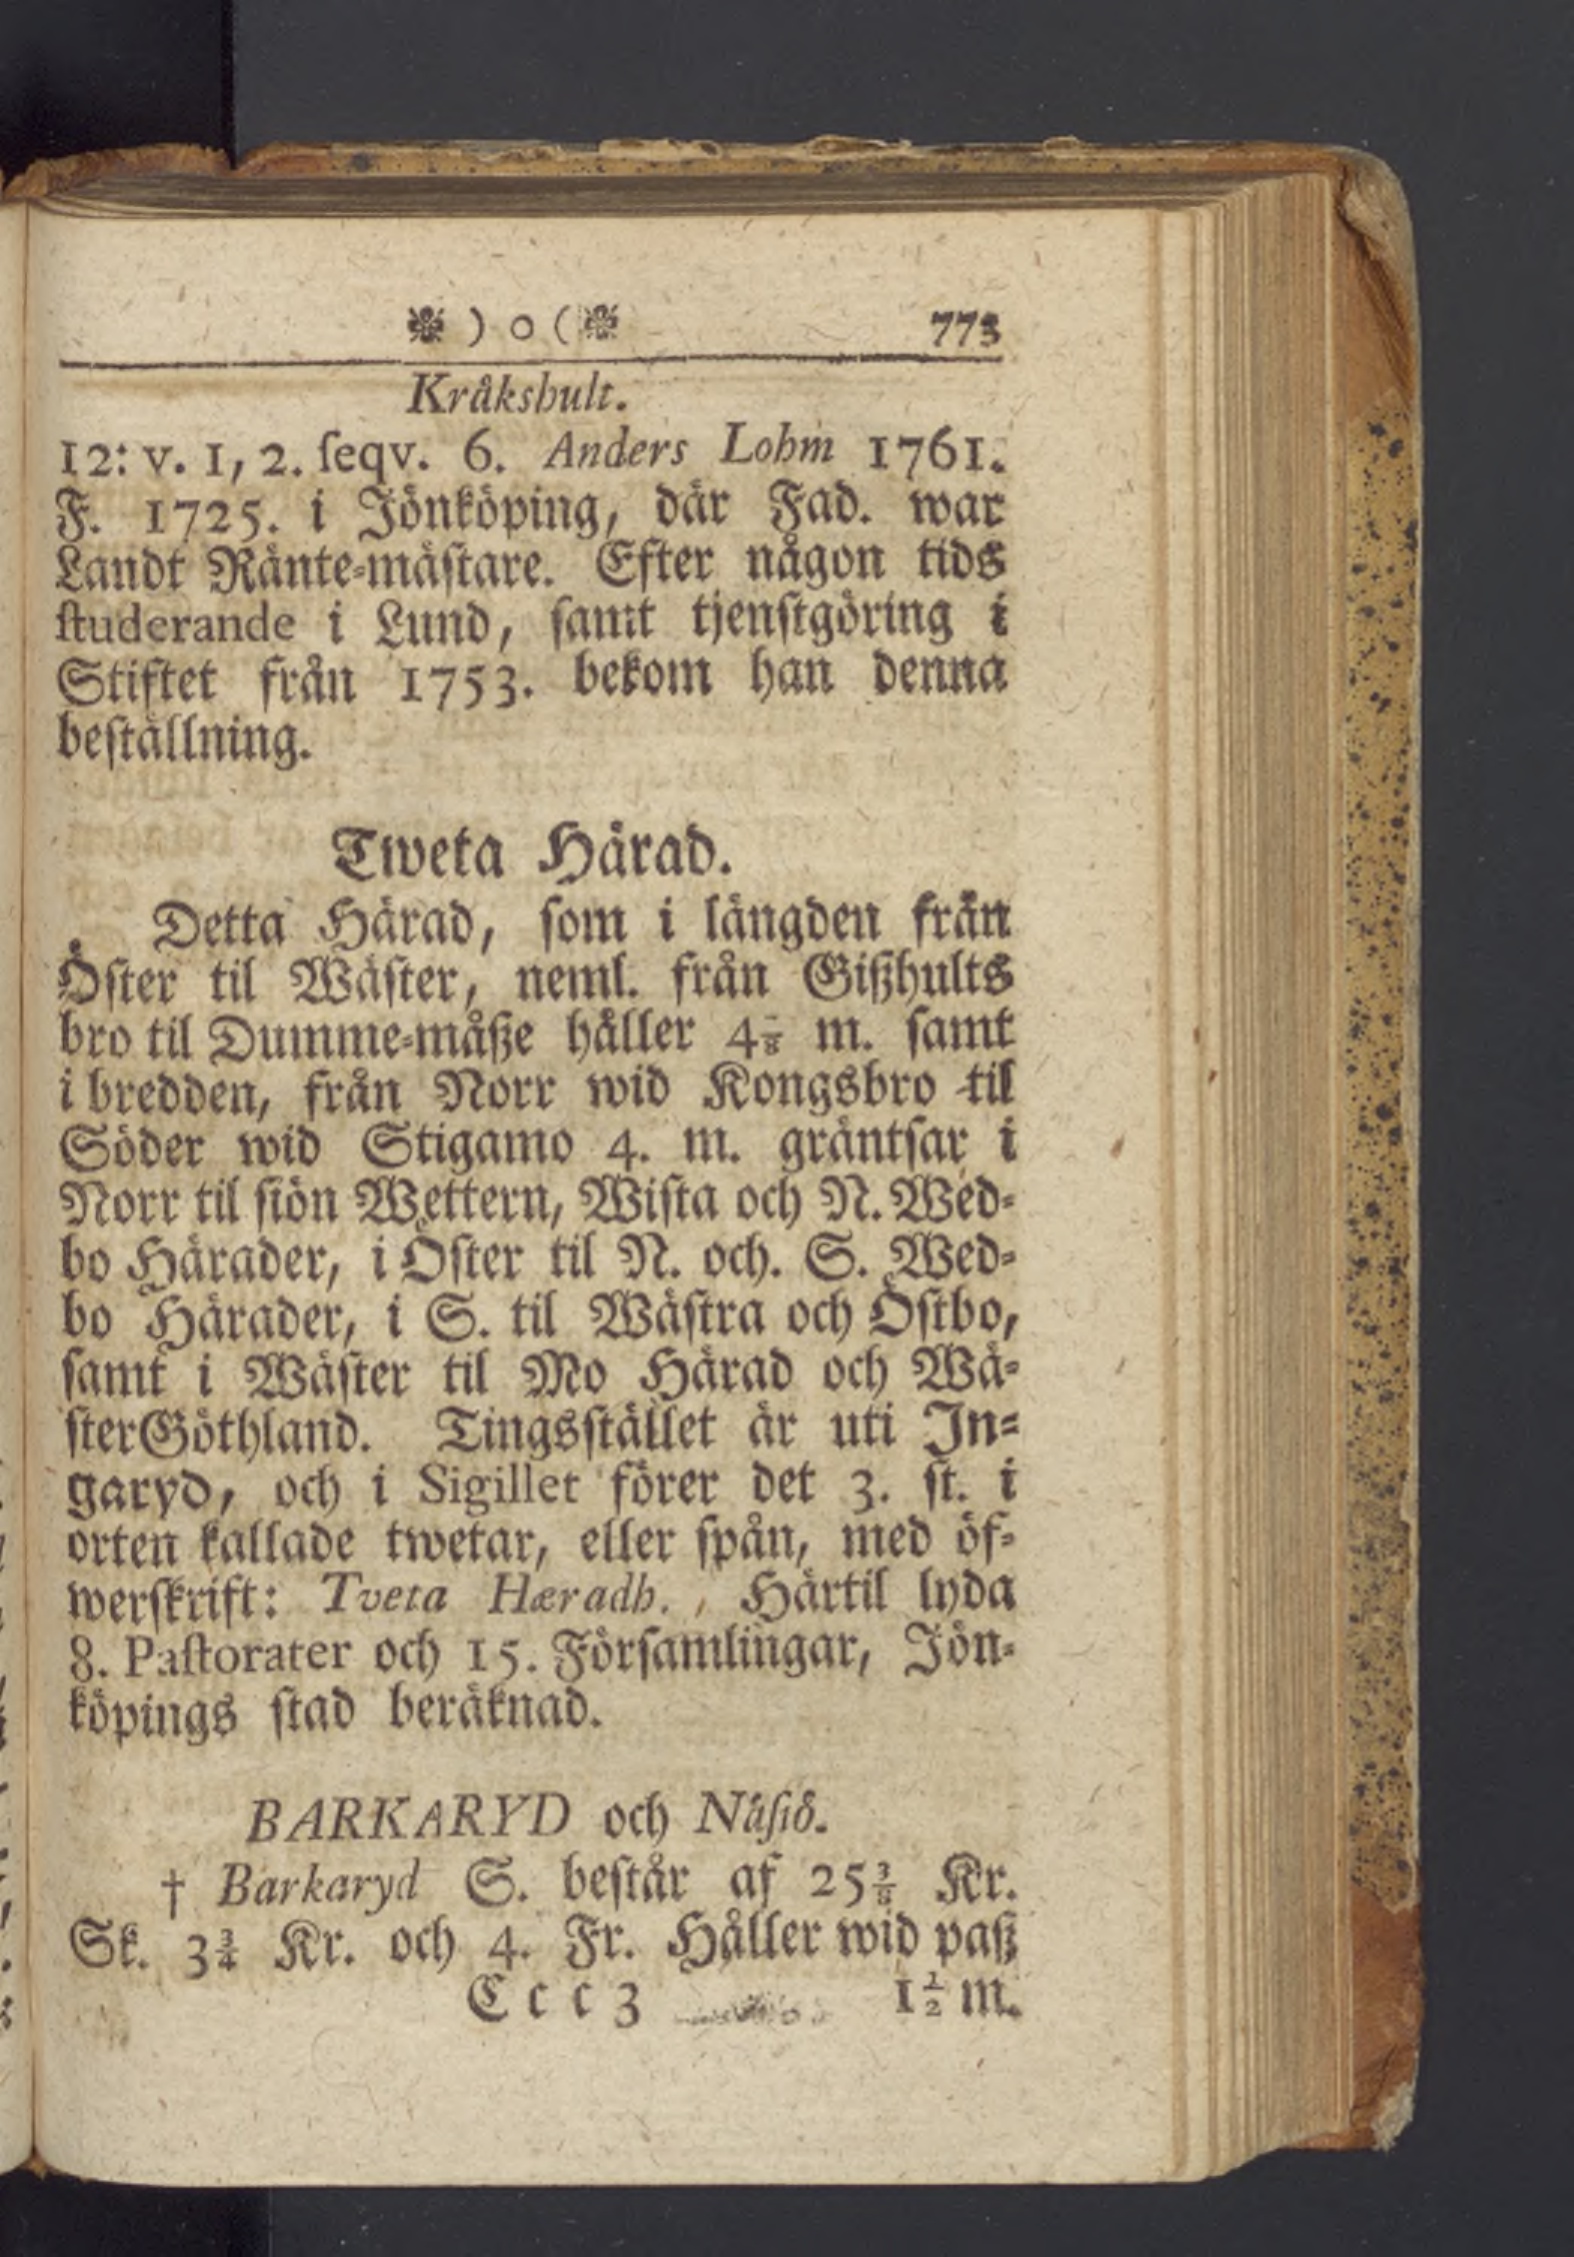 ❋ ) o ( ❋ 773
Kråkshult.
12: v. 1, 2. ſeqv. 6. Anders Lohm 1761.
F. 1725. i Jönköping, där Fad. war
Landt Ränte-mäſtare. Efter någon tids
ſtuderande i Lund, ſamt tjenſtgöring i
Stiftet från 1753. bekom han denna
beſtällning.
Tweta Härad.
Detta Härad, ſom i längden från
Öſter til Wäſter, neml. från Gißhults
bro til Dumme-måße håller 4 m. ſamt
i bredden, från Norr wid Kongsbro til
Söder wid Stigamo 4. m. gräntſar i
Norr til ſiön Wettern, Wiſta och N. Wed-
bo Härader, i Öſter til N. och. S. Wed-
bo Härader, i S. til Wäſtra och Öſtbo,
ſamt i Wäſter til Mo Härad och Wä-
ſterGöthland. Tingsſtället är uti In-
garyd, och i Sigillet förer det 3. ſt. i
orten kallade twetar, eller ſpån, med öf-
werſkrift: Tveta Hæradh. Härtil lyda
8. Paſtorater och 15. Förſamlingar, Jön-
köpings ſtad beräknad.
BARKARYD och Näſiö.
† Barkaryd S. beſtår af 25⅜ Kr.
Sk. 3¾ Kr. och 4. Fr. Håller wid paß
C c c 3 1½ m.